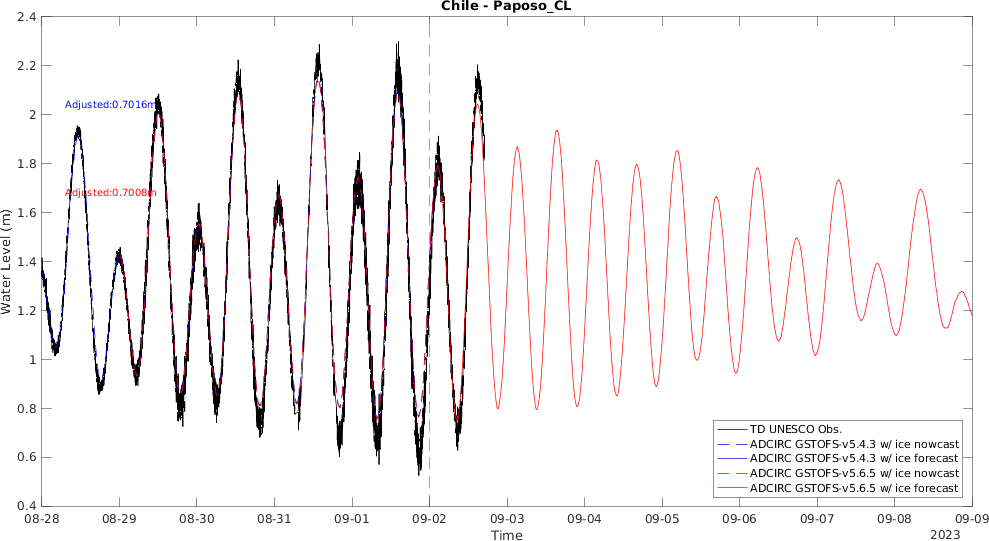 Chile - Paposo_CL
2.4
2.2
2
1.8
1.6
1.4
1.2
1
0.8
0.6
0.4
Water Level (m)
Adjusted:0.7016m
Adjusted:0.7008m
TD UNESCO Obs.
ADCIRC GSTOFS-v5.4.3 w/ ice nowcast
ADCIRC GSTOFS-v5.4.3 w/ ice forecast
ADCIRC GSTOFS-v5.6.5 w/ ice nowcast
ADCIRC GSTOFS-v5.6.5 w/ ice forecast
08-28 08-29 08-30 08-31 09-01 09-02 09-03 09-04 09-05 09-06 09-07 09-08 09-09
Time
2023